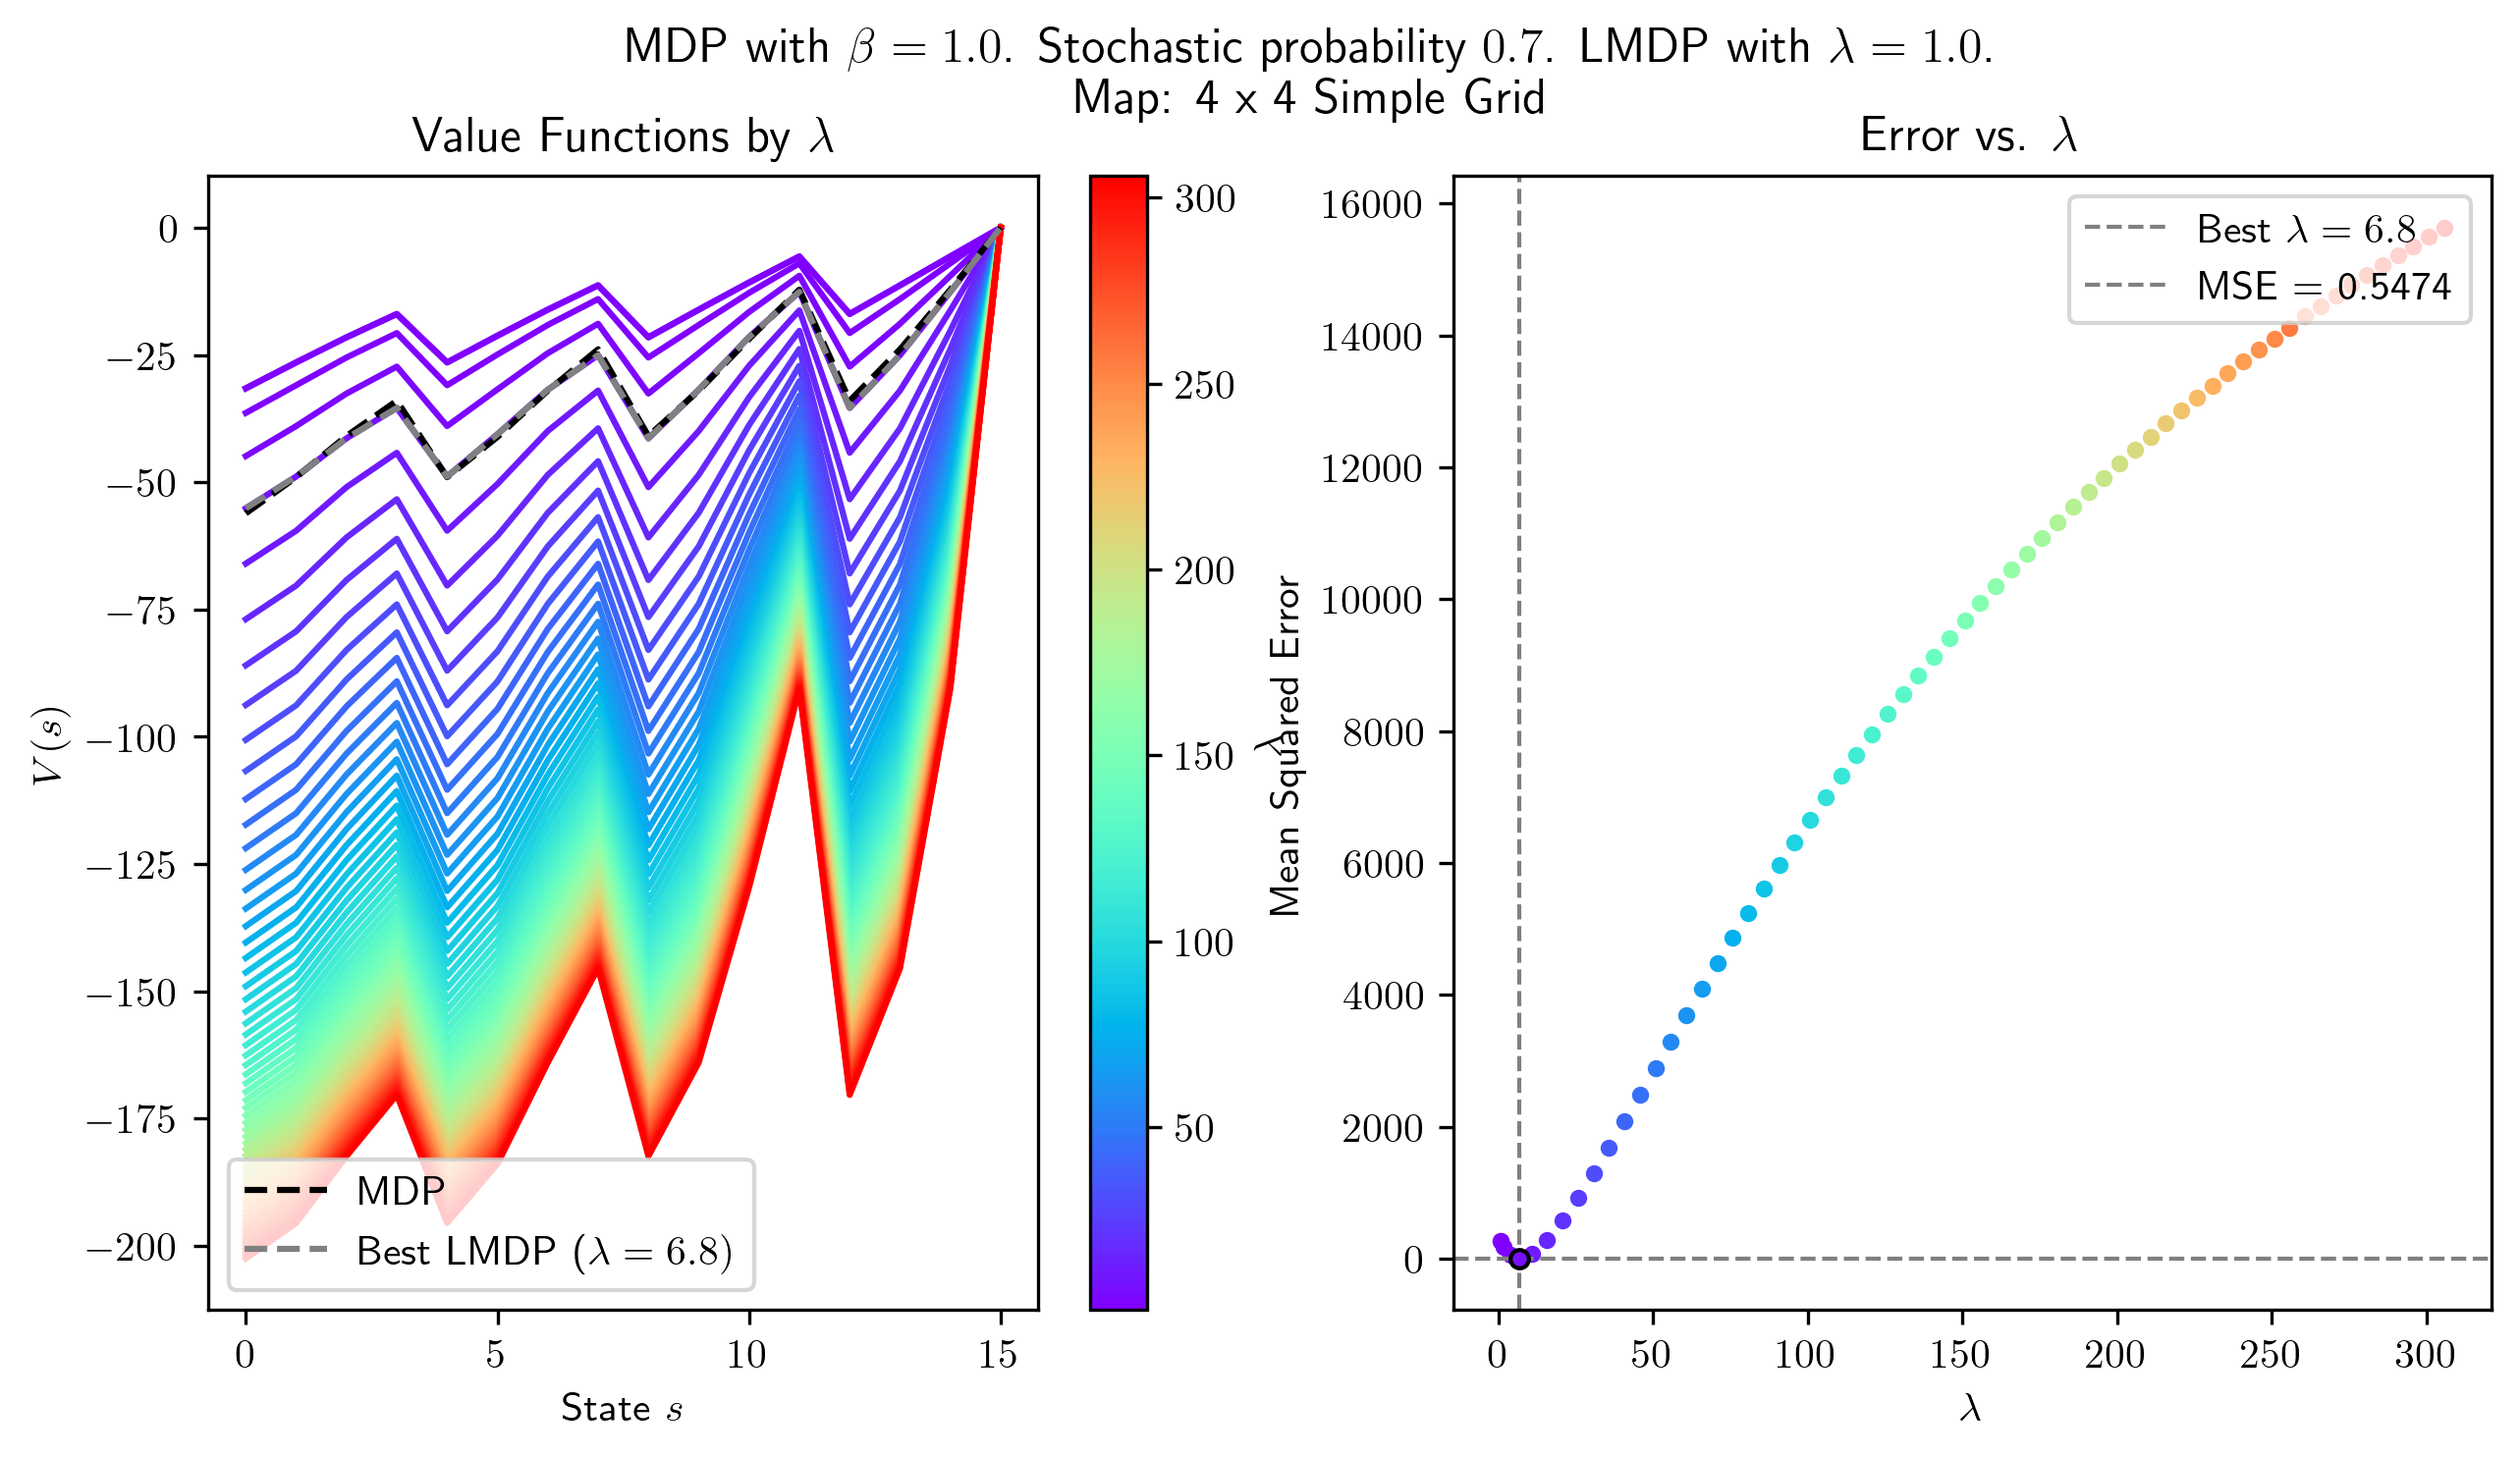 MDP with β = 1.0. Stochastic probability 0.7. LMDP with λ = 1.0.
Map: 4 x 4 Simple Grid
Value Functions by λ
V(s)
0
−25
−50
−75
−100
−125
−150
−175
−200
MDP
Best LMDP (λ = 6.8)
0
5
10
15
State s
300
250
200
150
100
50
λ
Error vs. λ
Mean Squared Error
16000
14000
12000
10000
8000
6000
4000
2000
0
Best λ = 6.8
MSE = 0.5474
0
50
100
150
200
250
300
λ